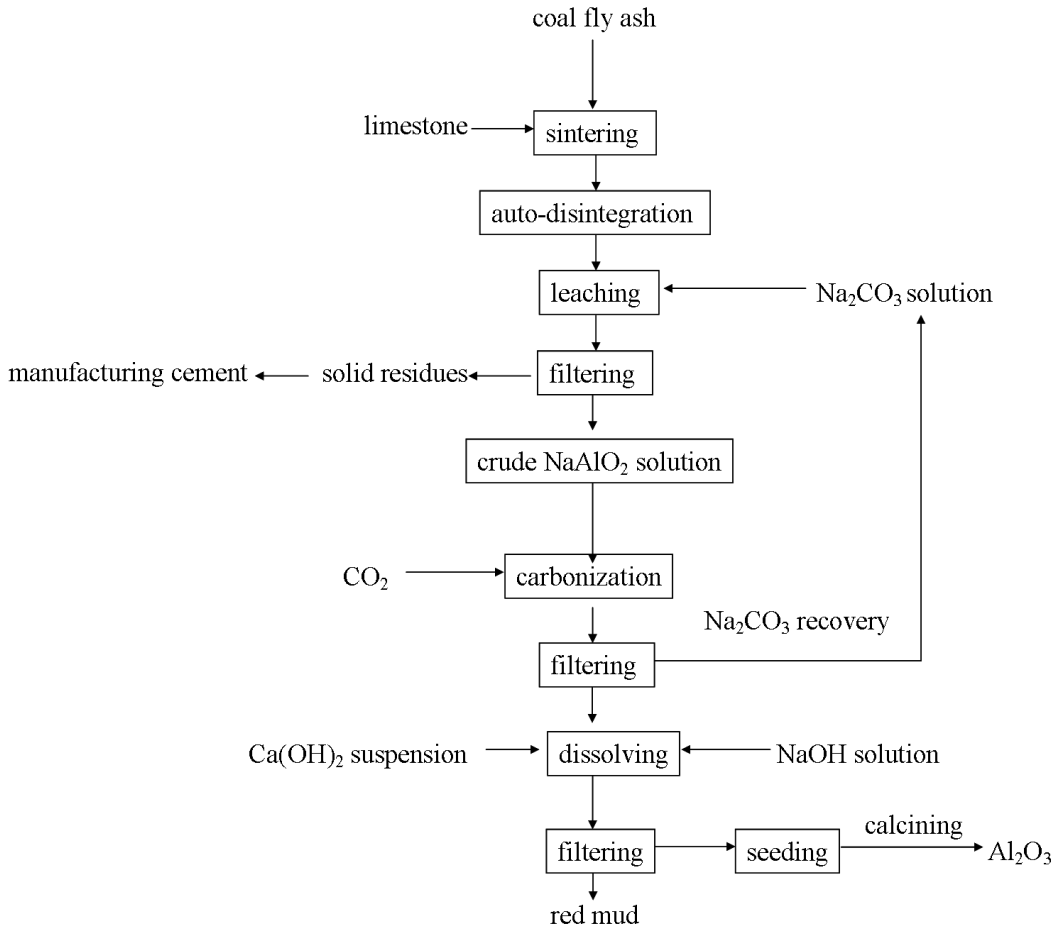 coal fly ash
limestone
sintering
auto-disintegration
leaching
Na₂CO₃ solution
manufacturing cement
solid residues
filtering
crude NaAlO₂ solution
CO₂
carbonization
Na₂CO₃ recovery
filtering
Ca(OH)₂ suspension
dissolving
NaOH solution
calcining
filtering
seeding
Al₂O₃
red mud